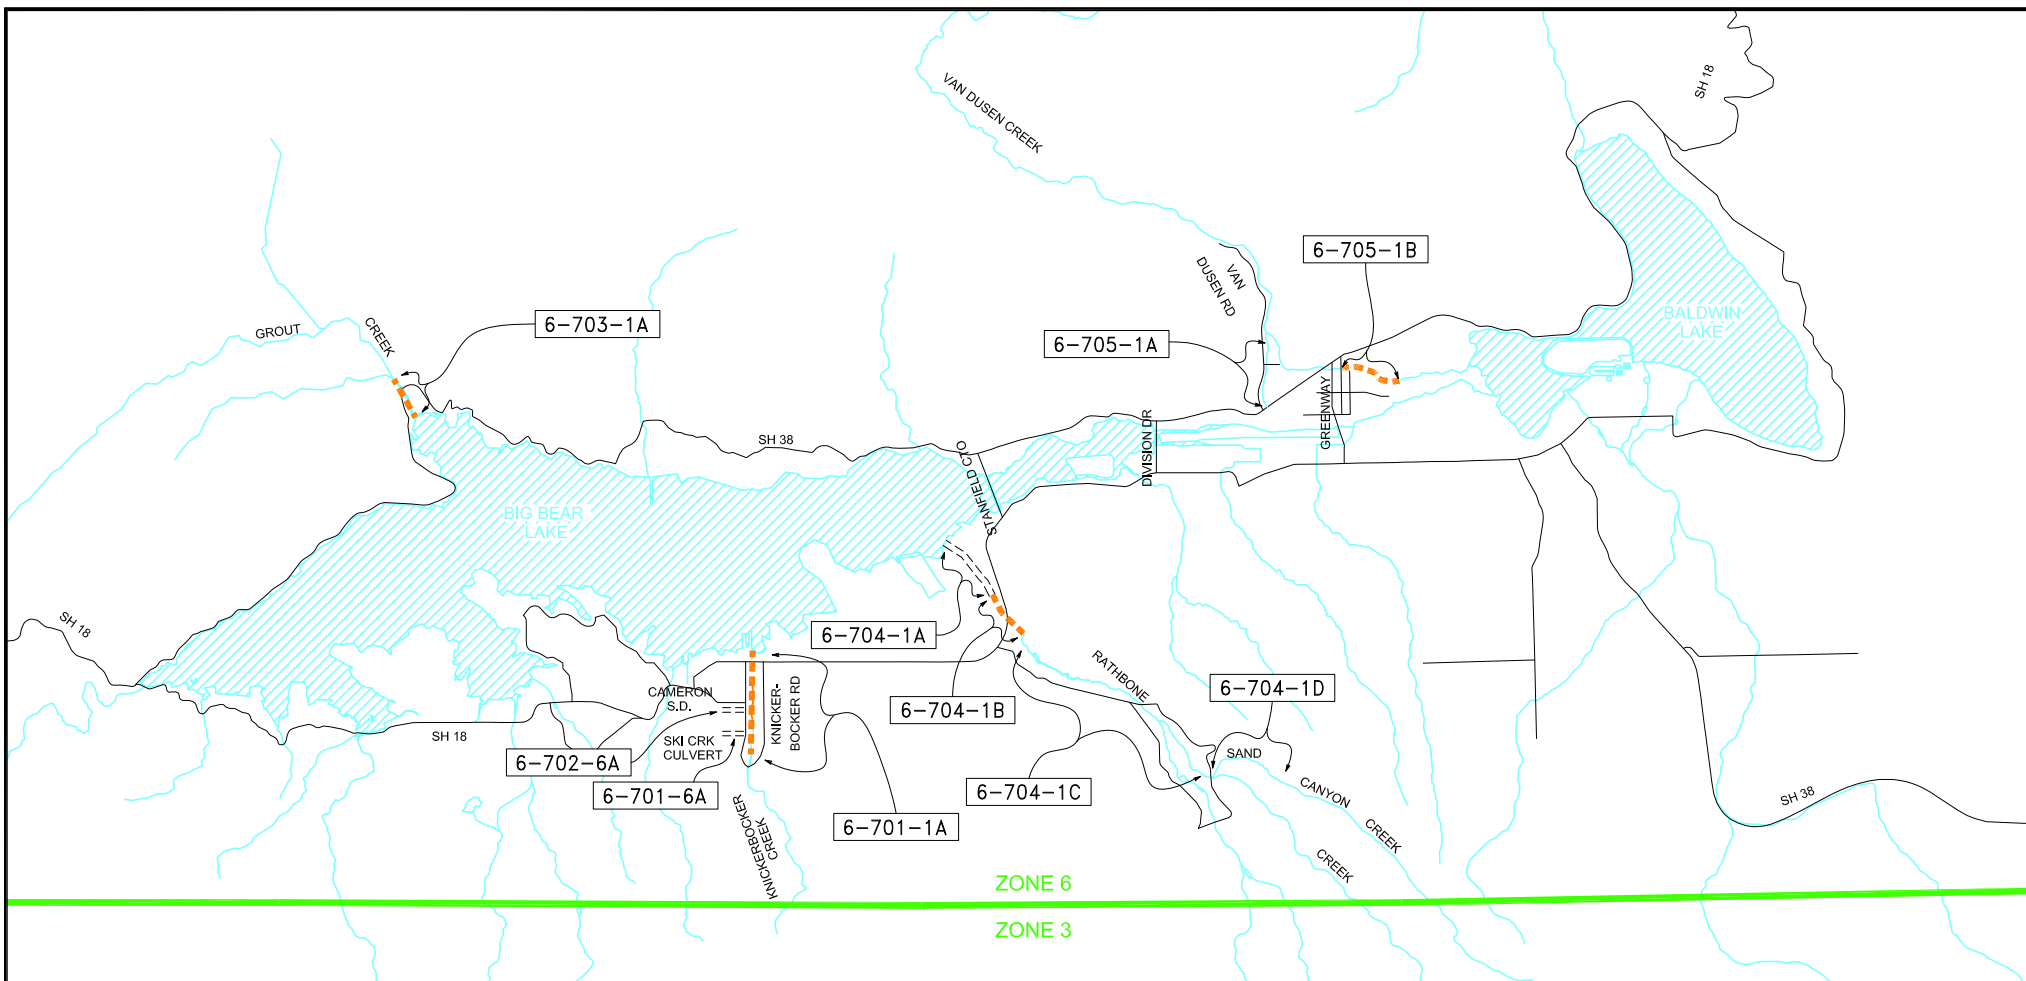 SH 18
VAN DUSEN CREEK
6-705-1B
VAN
DUSEN RD
BALDWIN
LAKE
6-703-1A
GROUT
CREEK
6-705-1A
GREENWAY
DIVISION DR
SH 38
STANFIELD CTO
BIG BEAR
LAKE
SH 18
6-704-1A
RATHBONE
6-704-1D
CAMERON
S.D.
KNICKER-
BOCKER RD
6-704-1B
SH 18
SKI CRK
CULVERT
SAND
6-702-6A
6-701-6A
6-704-1C
CANYON
SH 38
6-701-1A
CREEK
KNICKERBOCKER
CREEK
CREEK
ZONE 6
ZONE 3